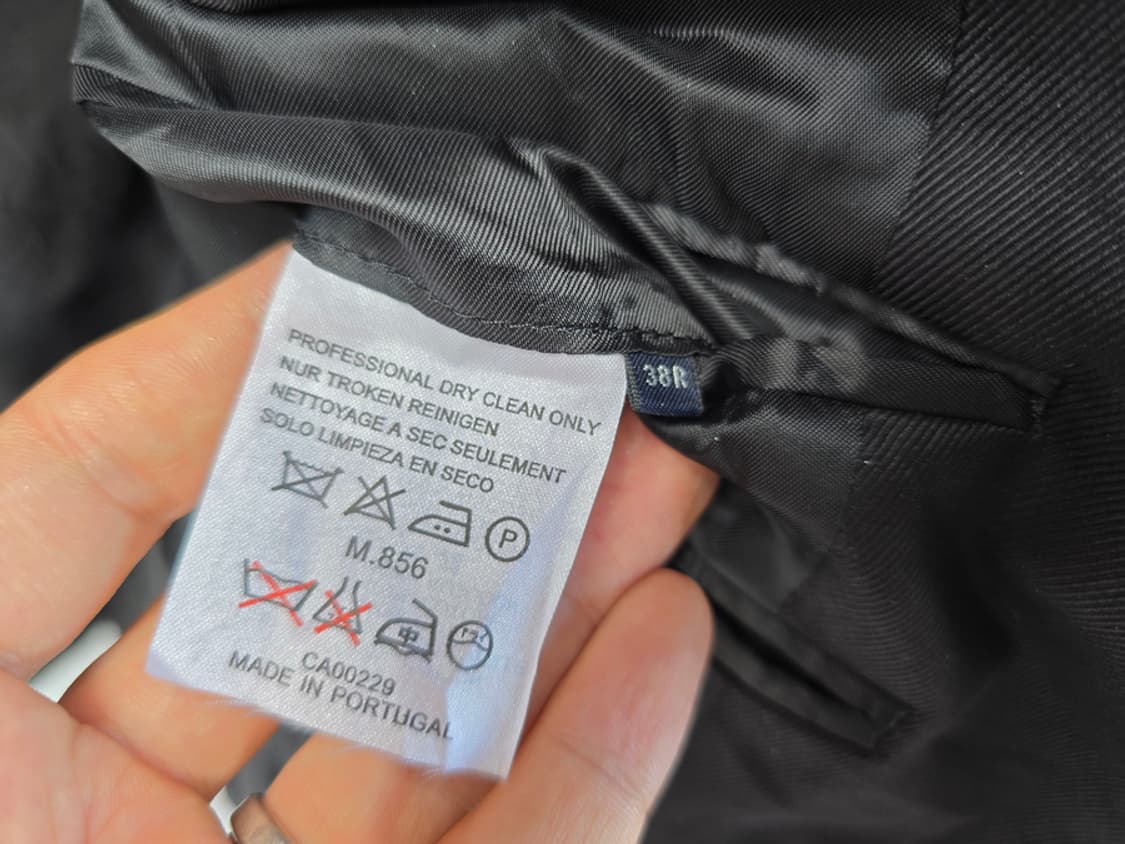 PROFESSIONAL DRY CLEAN ONLY
NUR TROKEN REINIGEN
NETTOYAGE A SEC SEULEMENT
SOLO LIMPIEZA EN SECO
P
M.856
中
CA00229
MADE IN PORTUGAL
38R